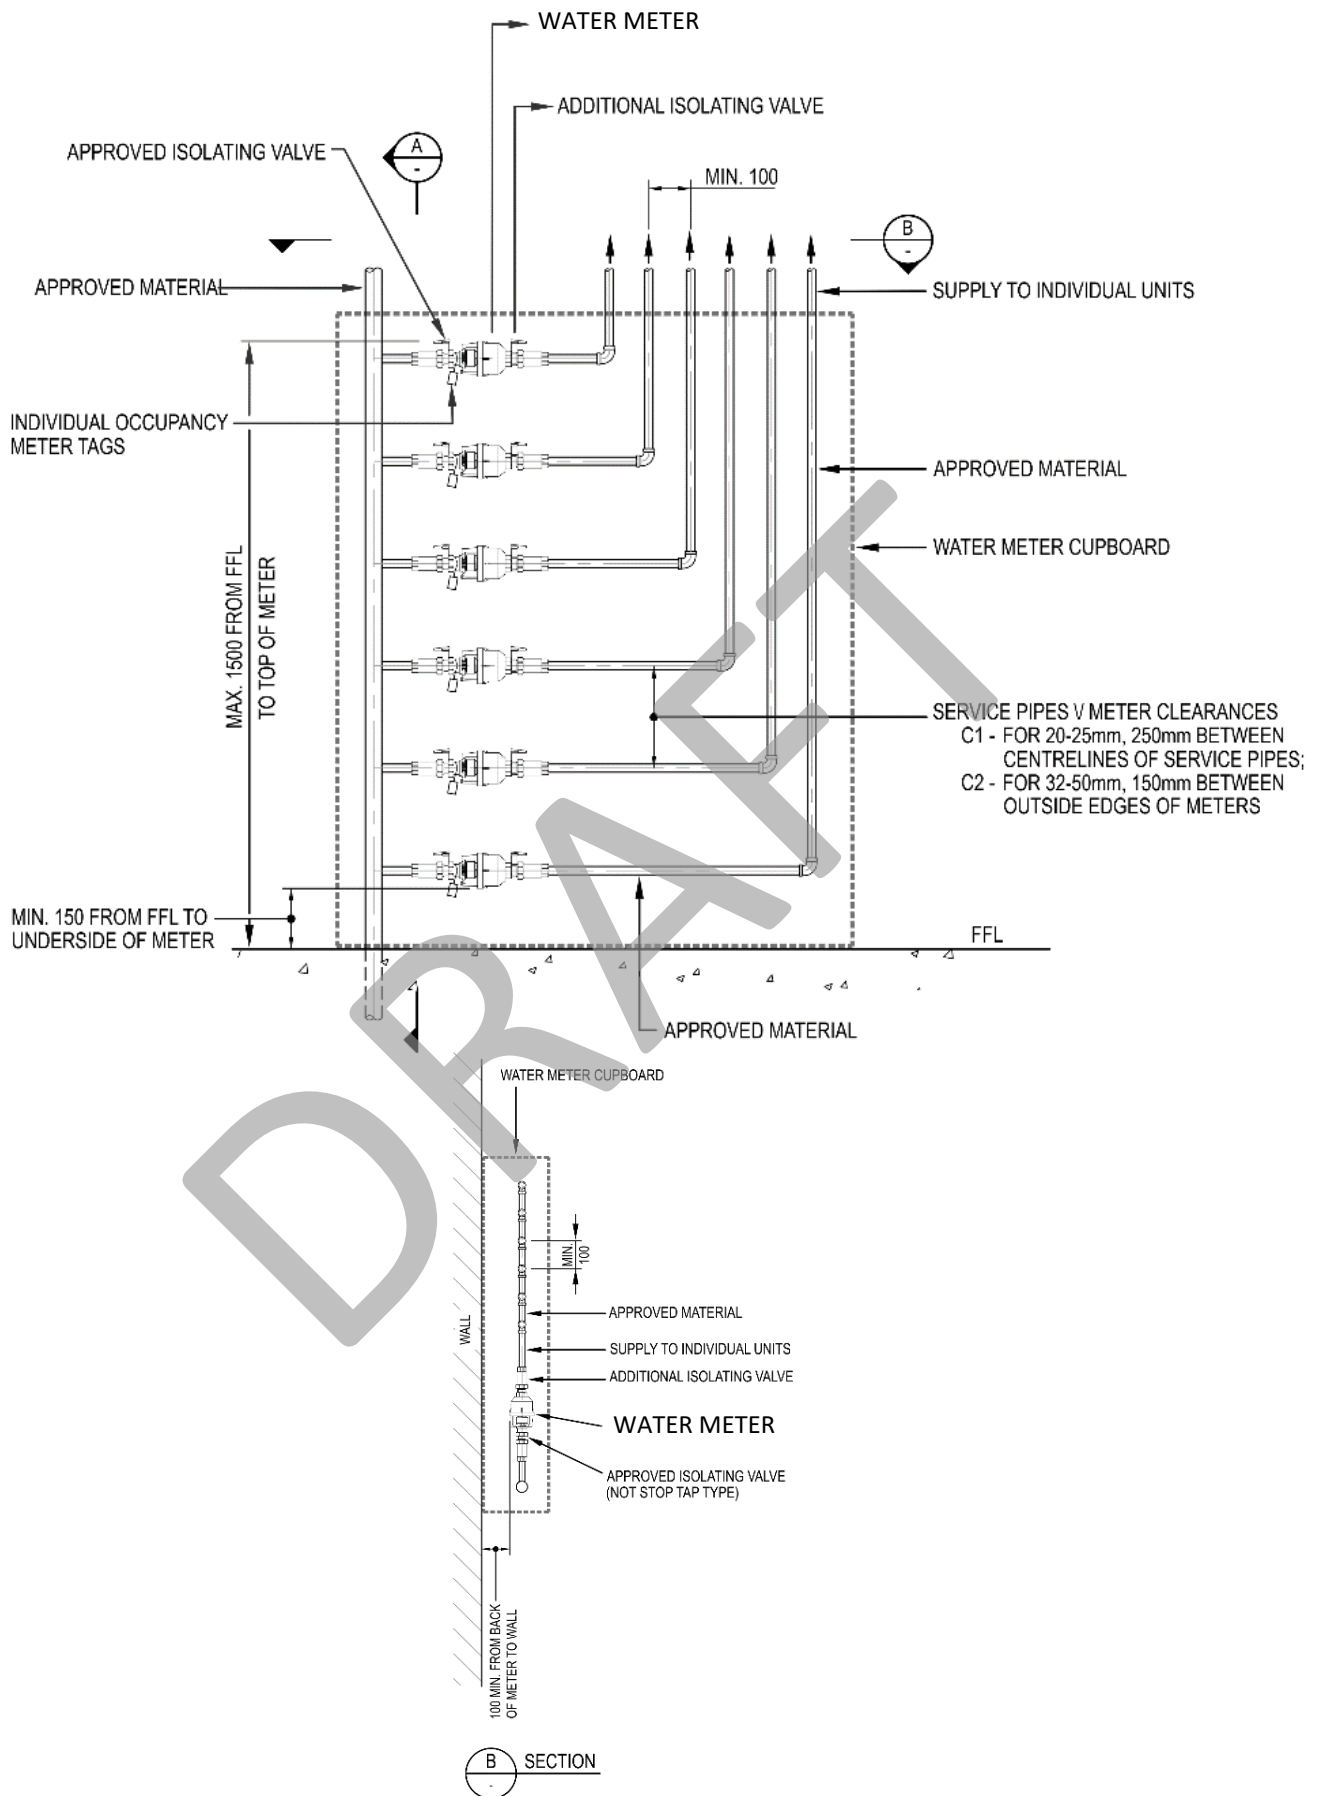 WATER METER
ADDITIONAL ISOLATING VALVE
APPROVED ISOLATING VALVE
A
-
MIN. 100
B
-
APPROVED MATERIAL
SUPPLY TO INDIVIDUAL UNITS
INDIVIDUAL OCCUPANCY
METER TAGS
APPROVED MATERIAL
WATER METER CUPBOARD
MAX. 1500 FROM FFL
TO TOP OF METER
SERVICE PIPES V METER CLEARANCES
C1 - FOR 20-25mm, 250mm BETWEEN
CENTRELINES OF SERVICE PIPES;
C2 - FOR 32-50mm, 150mm BETWEEN
OUTSIDE EDGES OF METERS
MIN. 150 FROM FFL TO
UNDERSIDE OF METER
FFL
APPROVED MATERIAL
DRAFT
WATER METER CUPBOARD
MIN.
100
WALL
APPROVED MATERIAL
SUPPLY TO INDIVIDUAL UNITS
ADDITIONAL ISOLATING VALVE
WATER METER
APPROVED ISOLATING VALVE
(NOT STOP TAP TYPE)
100 MIN. FROM BACK
OF METER TO WALL
B
-
SECTION